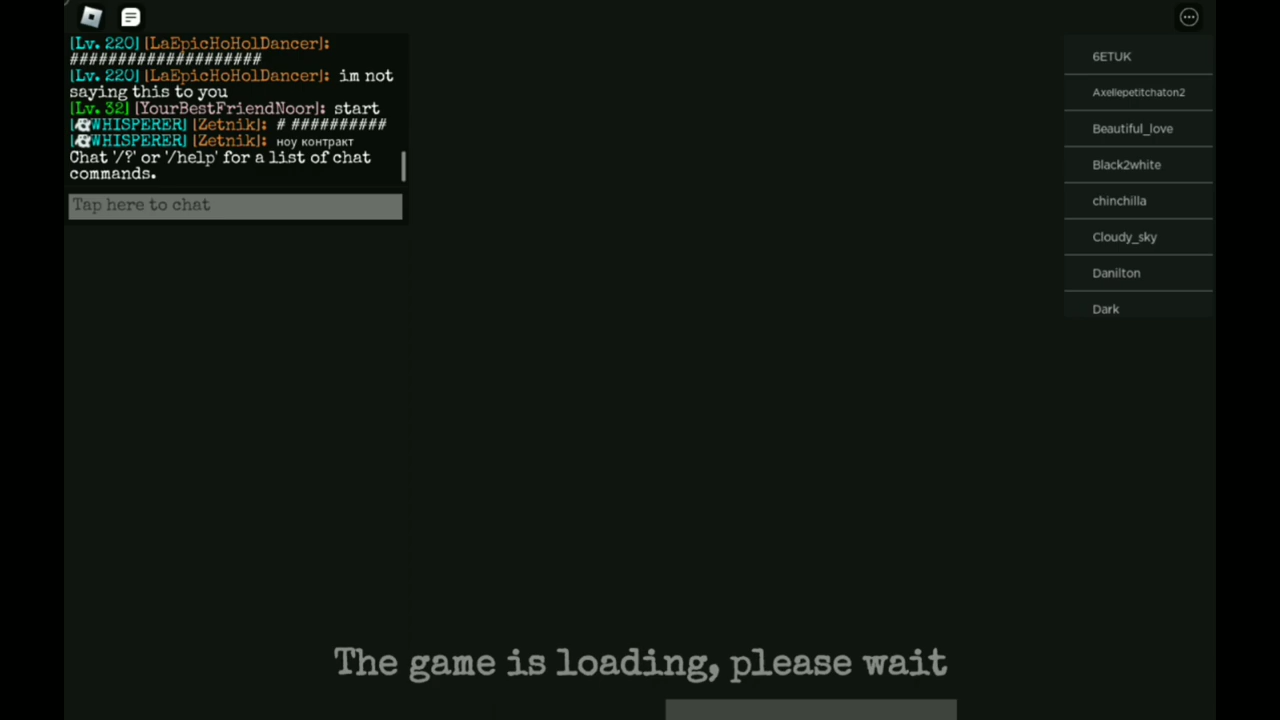 [Lv. 220] [LaEpicHoHolDancer]:
####################
[Lv. 220] [LaEpicHoHolDancer]: im not
saying this to you
[Lv. 32] [YourBestFriendNoor]: start
[👻WHISPERER] [Zetnik]: # ##########
[👻WHISPERER] [Zetnik]: ноу контракт
Chat '/?' or '/help' for a list of chat
commands.
Tap here to chat
6ETUK
Axellepetitchaton2
Beautiful_love
Black2white
chinchilla
Cloudy_sky
Danilton
Dark
The game is loading, please wait